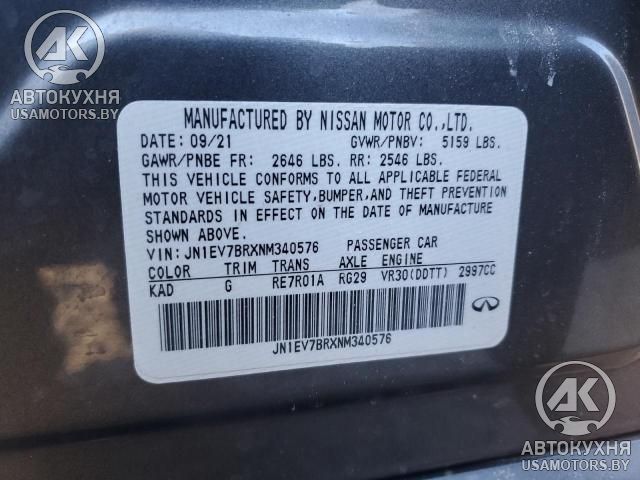 АК
АВТОКУХНЯ
USAMOTORS.BY
MANUFACTURED BY NISSAN MOTOR CO.,LTD.
DATE: 09/21 GVWR/PNBV: 5159 LBS.
GAWR/PNBE FR: 2646 LBS. RR: 2546 LBS.
THIS VEHICLE CONFORMS TO ALL APPLICABLE FEDERAL
MOTOR VEHICLE SAFETY,BUMPER,AND THEFT PREVENTION
STANDARDS IN EFFECT ON THE DATE OF MANUFACTURE
SHOWN ABOVE.
VIN: JN1EV7BRXNM340576 PASSENGER CAR
COLOR TRIM TRANS AXLE ENGINE
KAD G RE7R01A RG29 VR30(DDTT) 2997CC
JN1EV7BRXNM340576
АК
АВТОКУХНЯ
USAMOTORS.BY